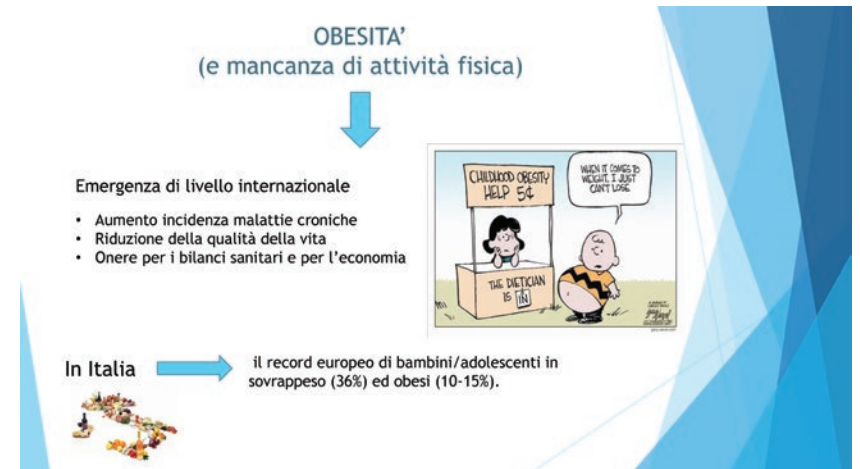 OBESITA’
(e mancanza di attività fisica)
Emergenza di livello internazionale
• Aumento incidenza malattie croniche
• Riduzione della qualità della vita
• Onere per i bilanci sanitari e per l’economia
CHILDHOOD OBESITY
HELP 5¢
WHEN IT COMES TO
WEIGHT, I JUST
CAN'T LOSE.
THE DIETICIAN
IS IN
In Italia
il record europeo di bambini/adolescenti in
sovrappeso (36%) ed obesi (10-15%).